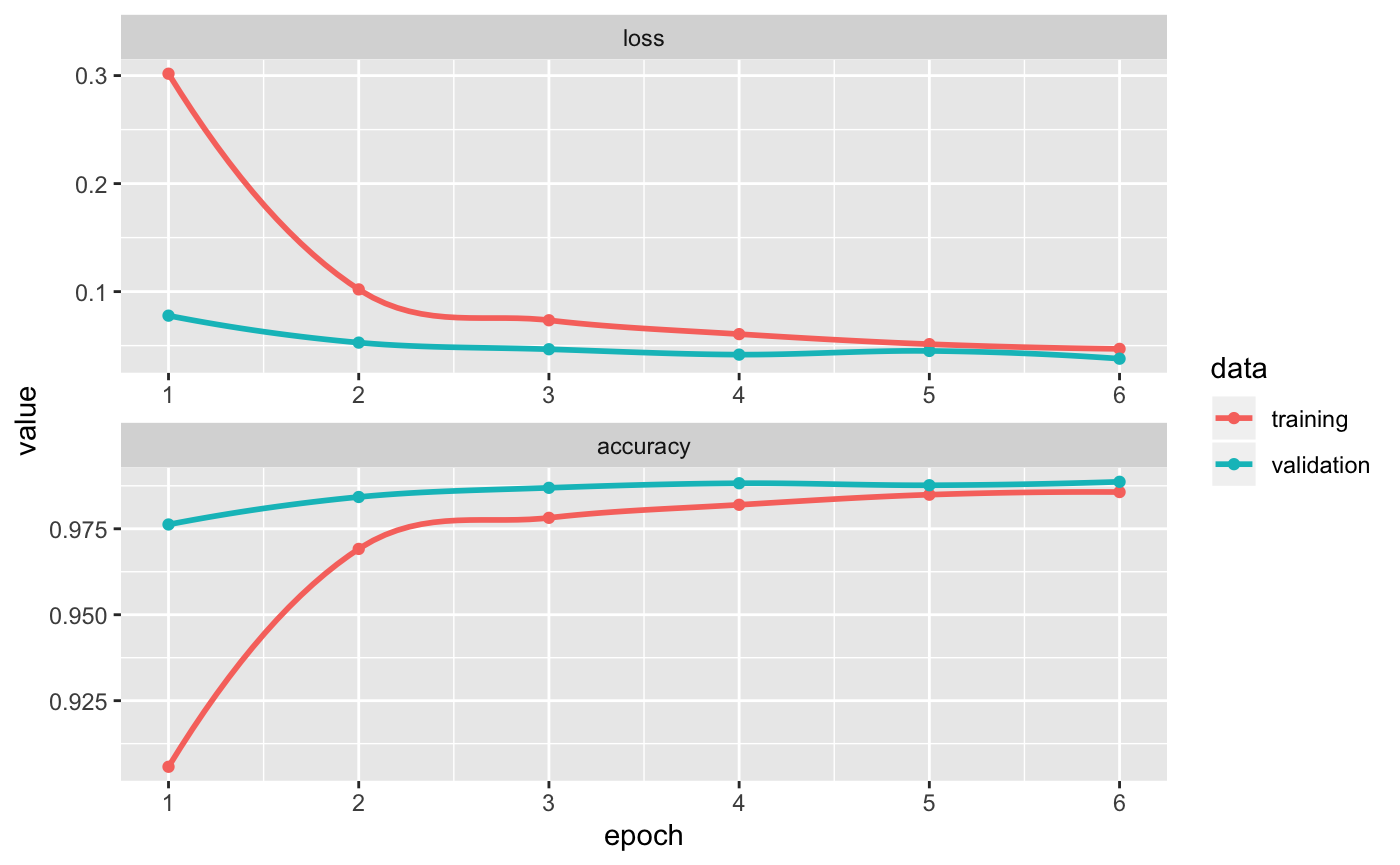 loss
0.3
0.2
0.1
1 2 3 4 5 6
value
accuracy
0.975
0.950
0.925
1 2 3 4 5 6
epoch
data
training
validation